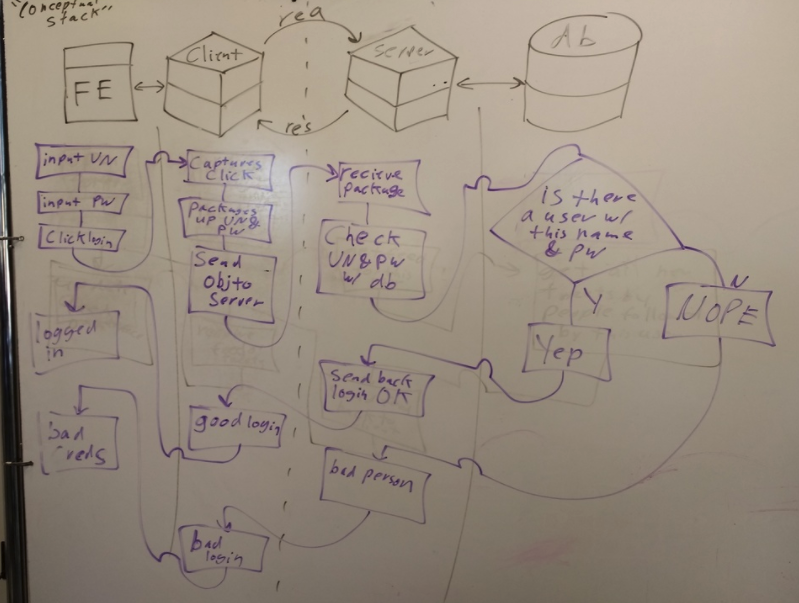 "Conceptual
Stack"
req
res
FE
Client
Server
db
input UN
input PW
Click login
Captures
Click
packages
up UN &
PW
Send
Obj to
Server
recieve
package
Check
UN & PW
w/ db
is there
a user w/
this name
& PW
Y
N
Yep
NOPE
send back
login OK
good login
logged
in
bad person
bad
login
bad
creds